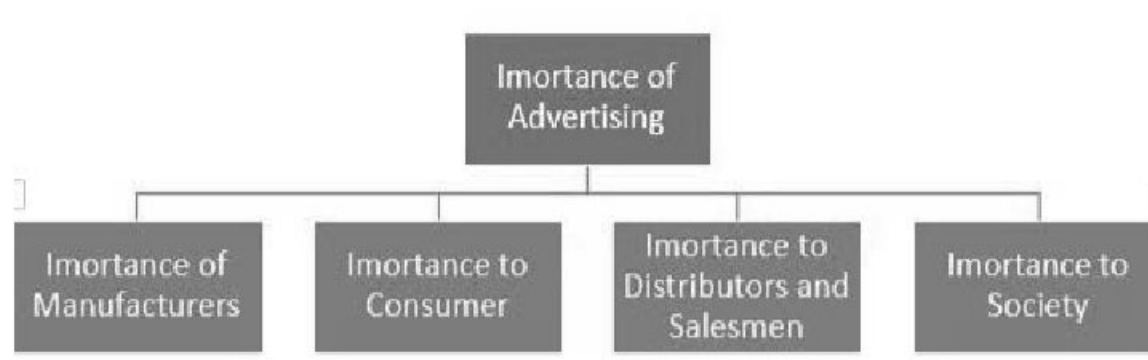 Imortance of
Advertising
Imortance of
Manufacturers
Imortance to
Consumer
Imortance to
Distributors and
Salesmen
Imortance to
Society